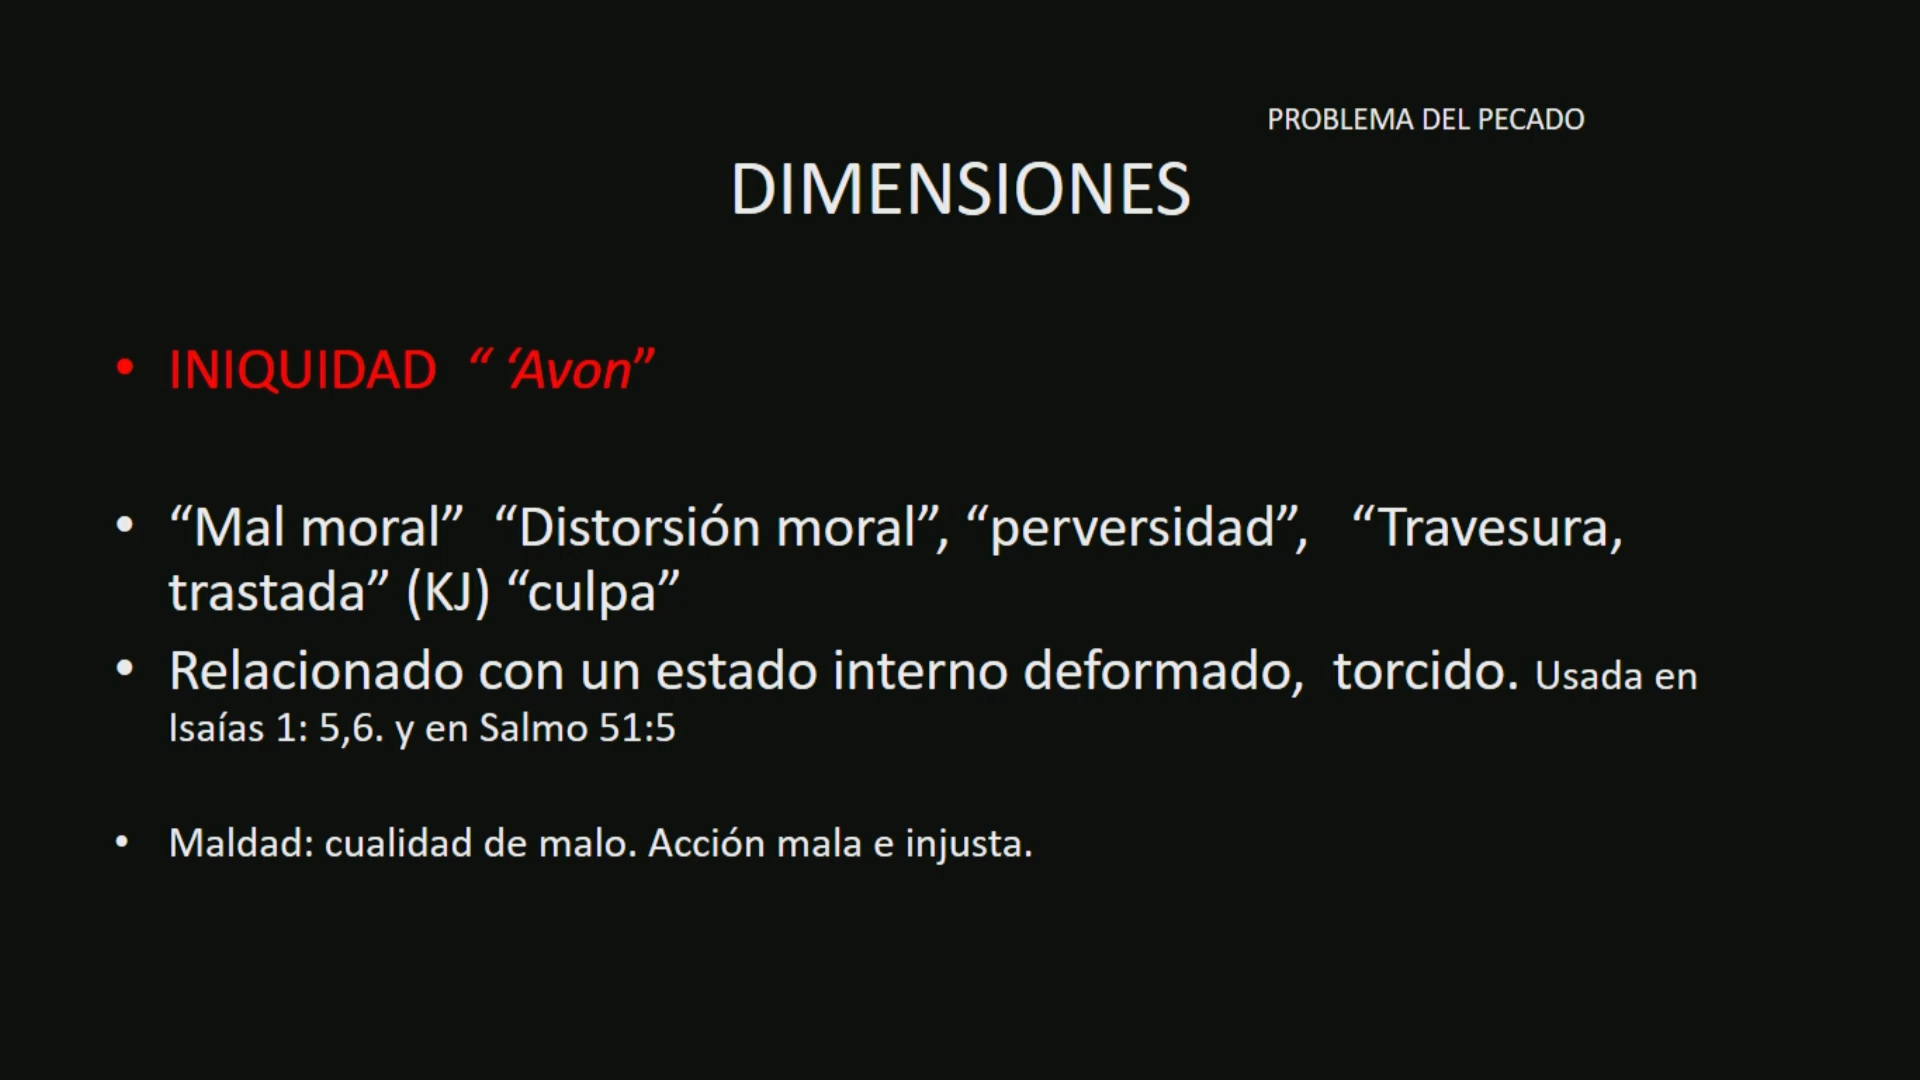 PROBLEMA DEL PECADO
DIMENSIONES
• INIQUIDAD “ ‘Avon”
• “Mal moral” “Distorsión moral”, “perversidad”, “Travesura,
trastada” (KJ) “culpa”
• Relacionado con un estado interno deformado, torcido. Usada en
Isaías 1: 5,6. y en Salmo 51:5
• Maldad: cualidad de malo. Acción mala e injusta.